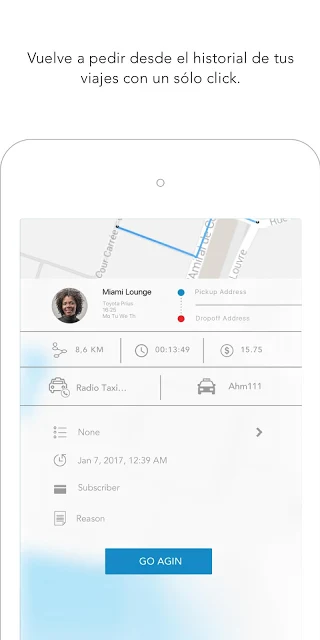 Vuelve a pedir desde el historial de tus
viajes con un sólo click.
Cour Carrée
Amiral de C
Louvre
Miami Lounge
Toyota Prius
16-25
Mo Tu We Th
Pickup Address
Dropoff Address
8,6 KM
00:13:49
15.75
Radio Taxi...
Ahm111
None
Jan 7, 2017, 12:39 AM
Subscriber
Reason
GO AGIN